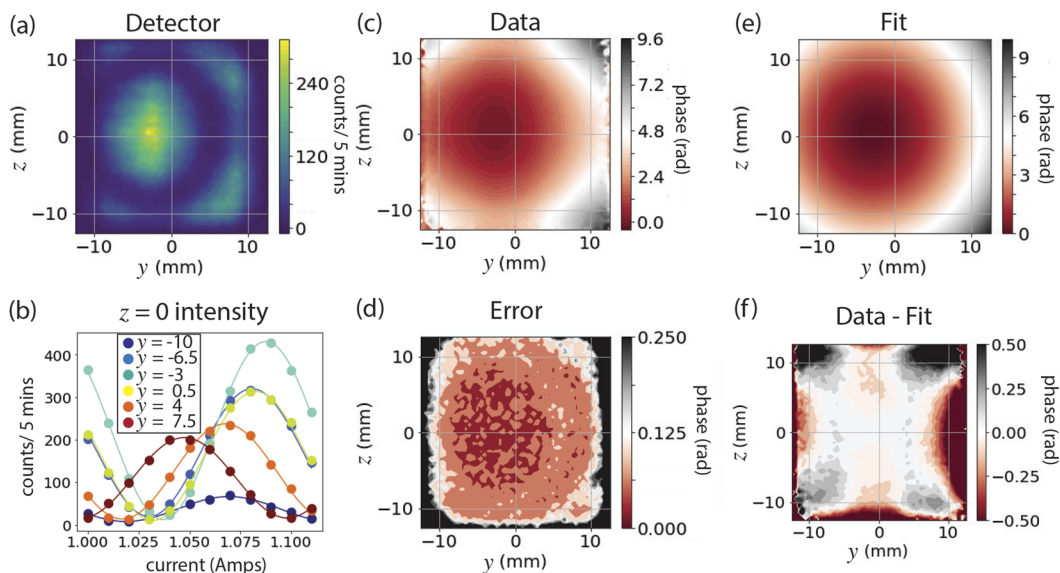 (a)
Detector
10
0
−10
z (mm)
−10
0
10
y (mm)
240
120
0
counts/ 5 mins
(c)
Data
10
0
−10
z (mm)
−10
0
10
y (mm)
9.6
7.2
4.8
2.4
0.0
phase (rad)
(e)
Fit
10
0
−10
z (mm)
−10
0
10
y (mm)
9
6
3
0
phase (rad)
(b)
z = 0 intensity
400
300
200
100
0
counts/ 5 mins
y = -10
y = -6.5
y = -3
y = 0.5
y = 4
y = 7.5
1.000
1.025
1.050
1.075
1.100
current (Amps)
(d)
Error
10
0
−10
z (mm)
−10
0
10
y (mm)
0.250
0.125
0.000
phase (rad)
(f)
Data - Fit
10
0
−10
z (mm)
−10
0
10
y (mm)
0.50
0.25
0.00
−0.25
−0.50
phase (rad)